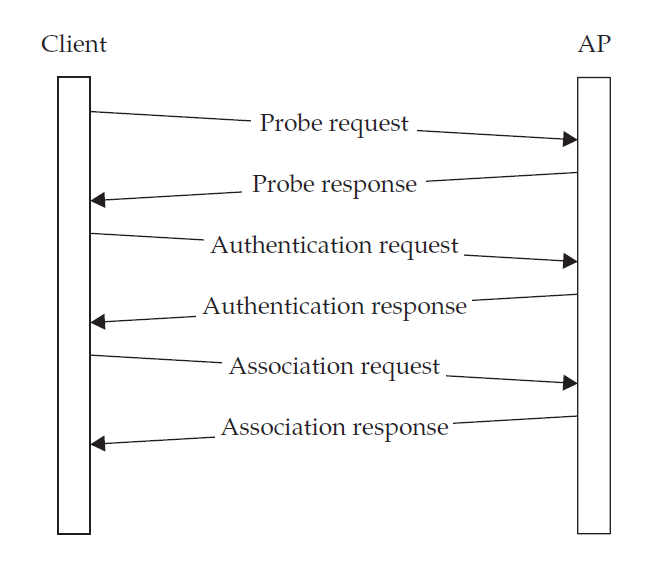 Client
AP
Probe request
Probe response
Authentication request
Authentication response
Association request
Association response